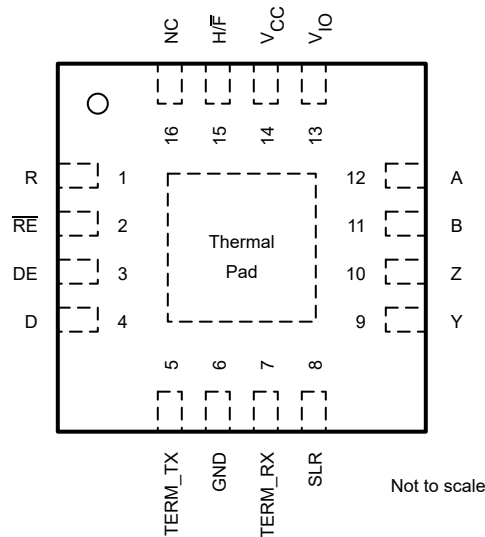 NC
H/F̅
VCC
VIO
16
15
14
13
R 1
R̅E̅ 2
DE 3
D 4
12 A
11 B
10 Z
9 Y
Thermal
Pad
5
6
7
8
TERM_TX
GND
TERM_RX
SLR
Not to scale